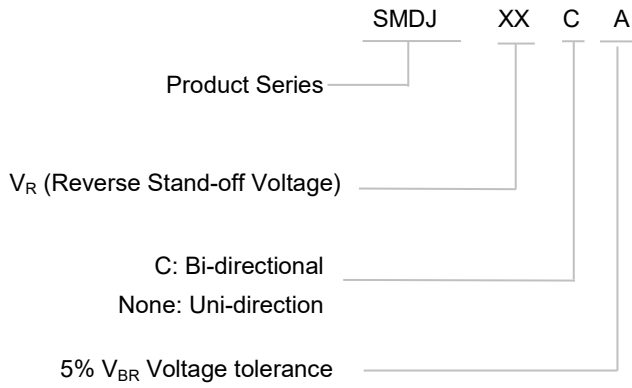 SMDJ XX C A
Product Series
VR (Reverse Stand-off Voltage)
C: Bi-directional
None: Uni-direction
5% VBR Voltage tolerance